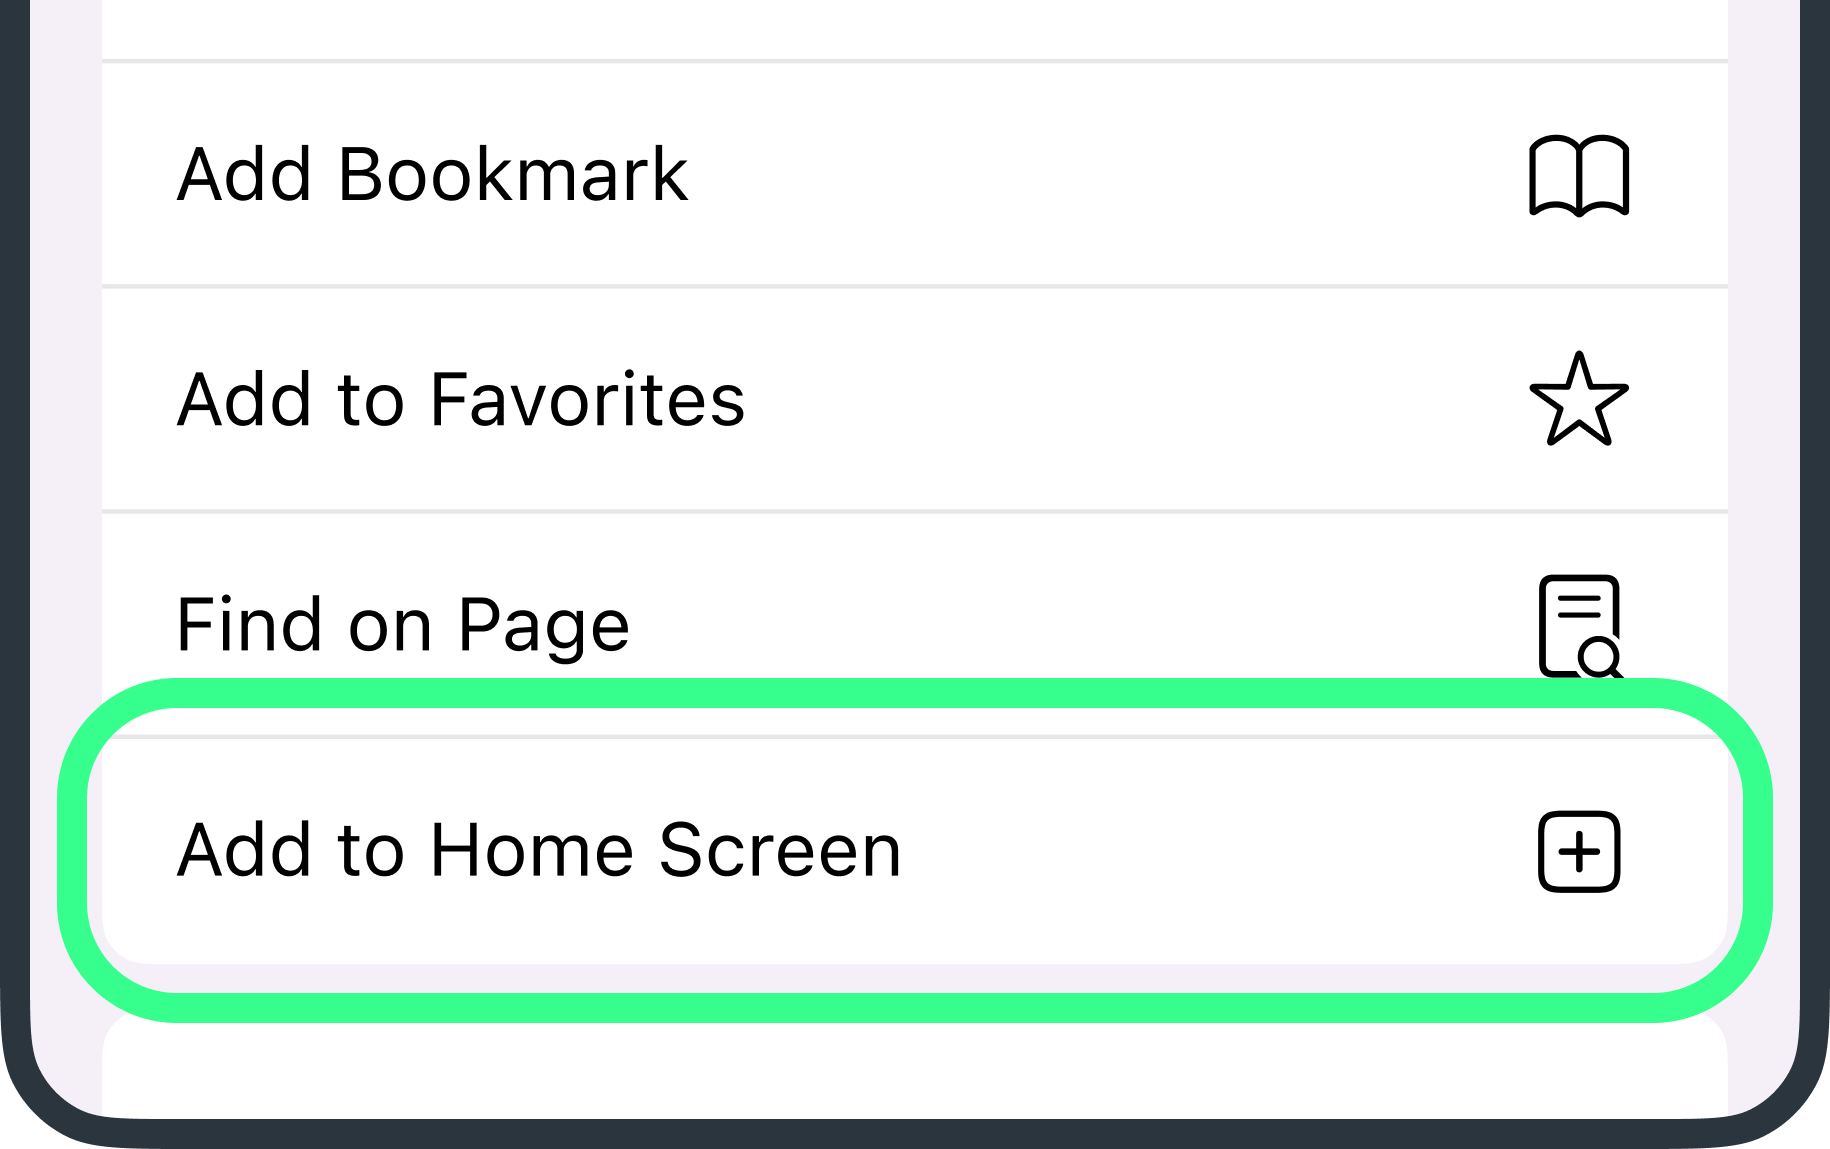 Add Bookmark
Add to Favorites
Find on Page
Add to Home Screen